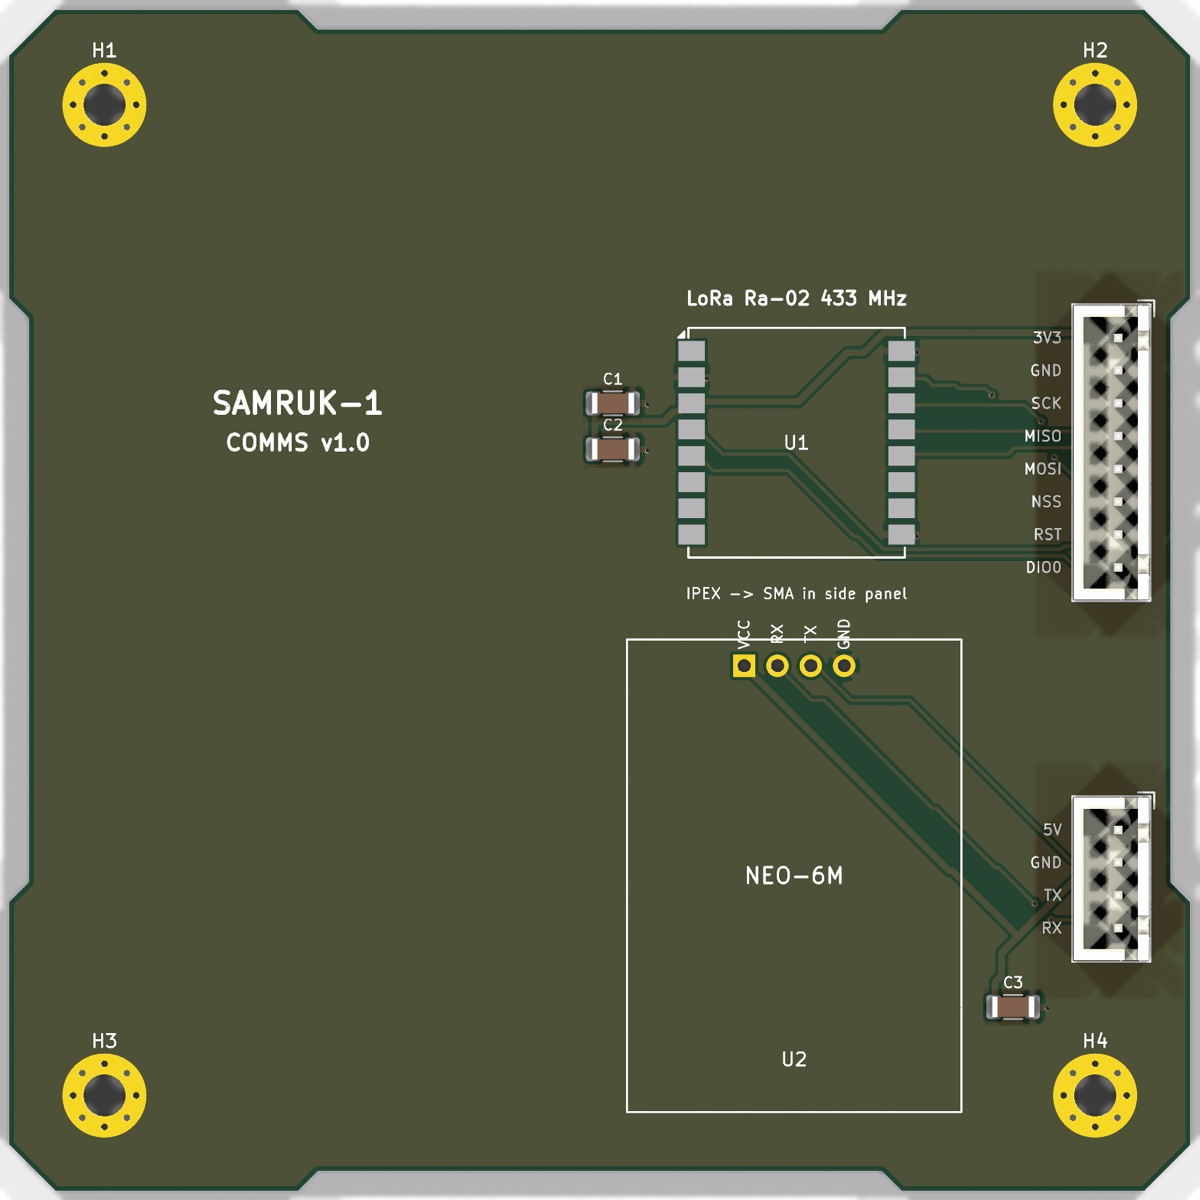 H1
H2
LoRa Ra-02 433 MHz
3V3
GND
SCK
MISO
MOSI
NSS
RST
DIO0
C1
C2
U1
SAMRUK-1
COMMS v1.0
IPEX -> SMA in side panel
VCC
RX
TX
GND
5V
GND
TX
RX
NEO-6M
C3
U2
H3
H4